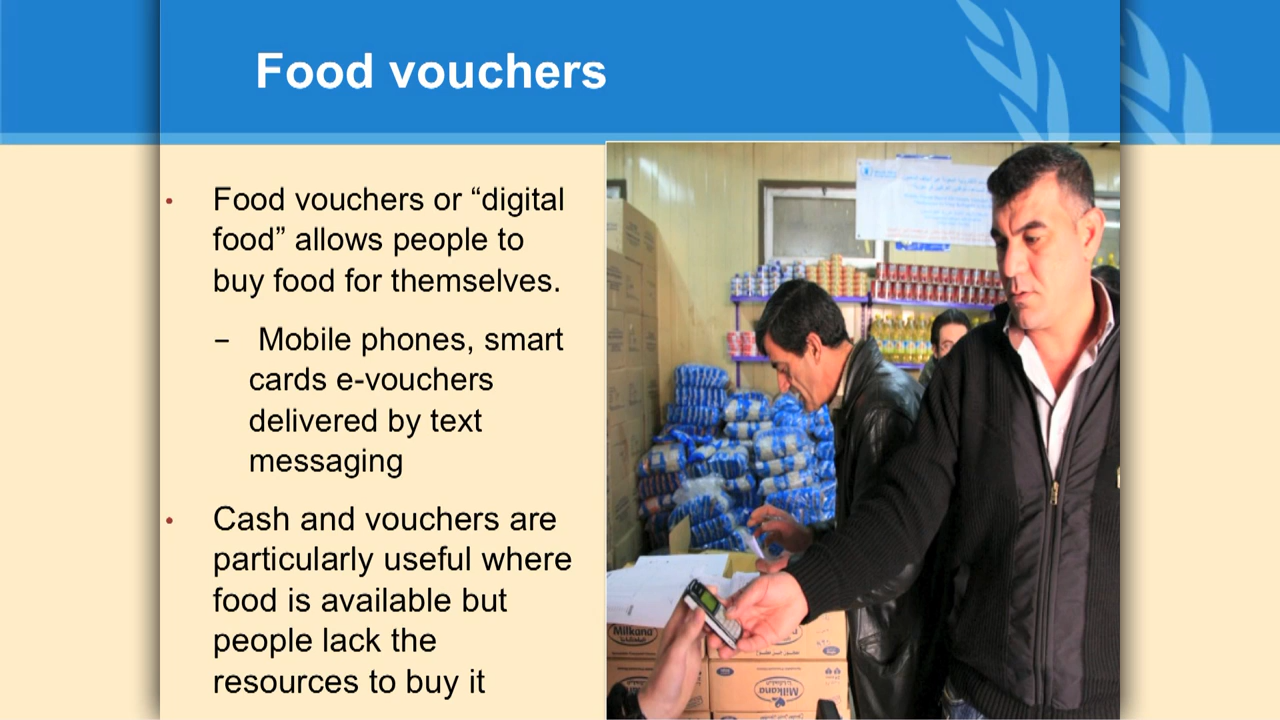 Food vouchers
• Food vouchers or “digital
food” allows people to
buy food for themselves.
– Mobile phones, smart
cards e-vouchers
delivered by text
messaging
• Cash and vouchers are
particularly useful where
food is available but
people lack the
resources to buy it
Milkana
Milkana